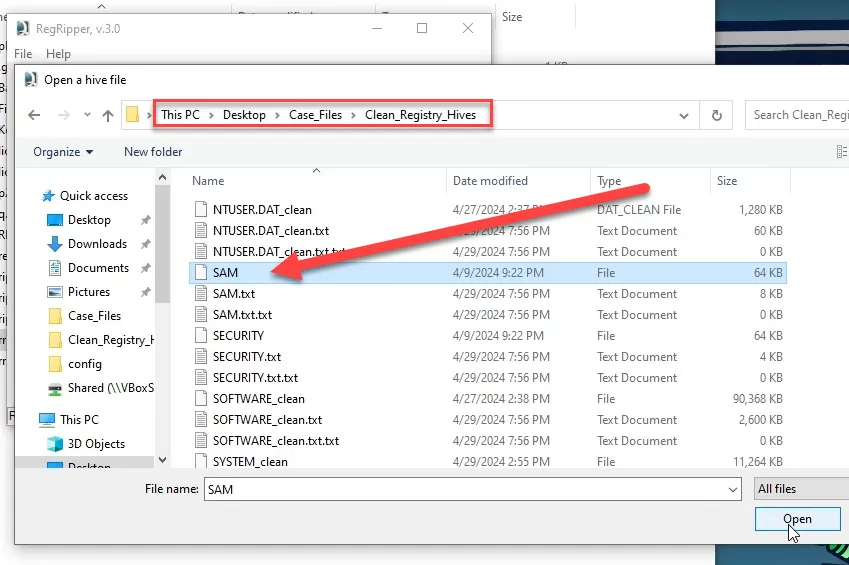 Size
RegRipper, v.3.0
File Help
Open a hive file
This PC > Desktop > Case_Files > Clean_Registry_Hives
Search Clean_Regi
Organize New folder
Name Date modified Type Size
Quick access
Desktop
Downloads
Documents
Pictures
Case_Files
Clean_Registry_H
config
Shared (\\VBoxS
This PC
3D Objects
Desktop
NTUSER.DAT_clean 4/27/2024 2:37 PM DAT_CLEAN File 1,280 KB
NTUSER.DAT_clean.txt 7:56 PM Text Document 60 KB
NTUSER.DAT_clean.txt.txt 4/29/2024 7:56 PM Text Document 0 KB
SAM 4/9/2024 9:22 PM File 64 KB
SAM.txt 4/29/2024 7:56 PM Text Document 8 KB
SAM.txt.txt 4/29/2024 7:56 PM Text Document 0 KB
SECURITY 4/9/2024 9:22 PM File 64 KB
SECURITY.txt 4/29/2024 7:56 PM Text Document 4 KB
SECURITY.txt.txt 4/29/2024 7:56 PM Text Document 0 KB
SOFTWARE_clean 4/27/2024 2:38 PM File 90,368 KB
SOFTWARE_clean.txt 4/29/2024 7:56 PM Text Document 2,600 KB
SOFTWARE_clean.txt.txt 4/29/2024 7:56 PM Text Document 0 KB
SYSTEM_clean 4/29/2024 2:55 PM File 11,264 KB
File name: SAM All files
Open